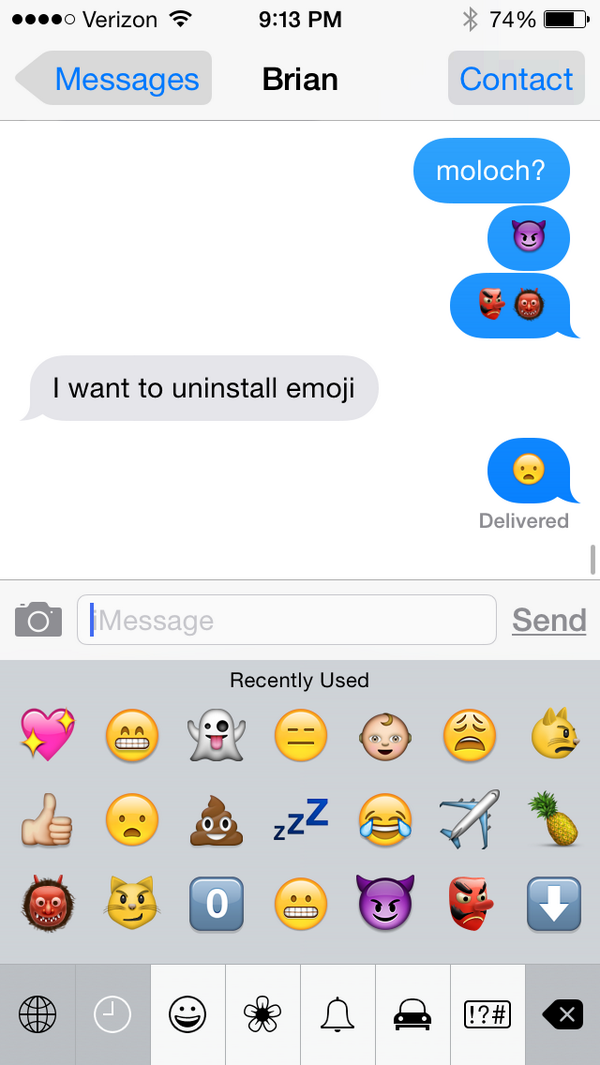 Verizon 9:13 PM 74%
Messages Brian Contact
moloch?
I want to uninstall emoji
Delivered
iMessage Send
Recently Used
zzZ
0
!?#